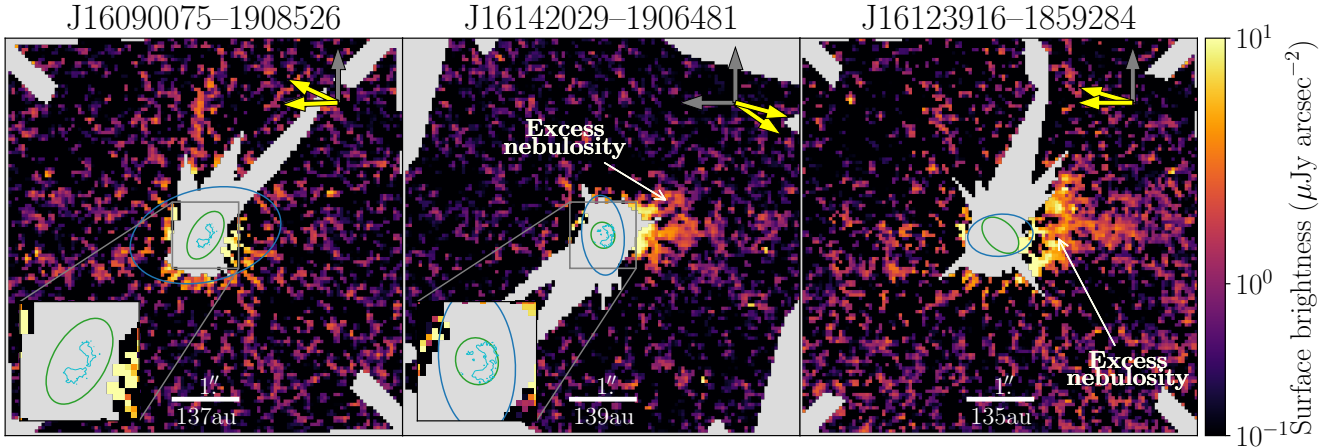 J16090075–1908526
J16142029–1906481
J16123916–1859284
Excess
nebulosity
Excess
nebulosity
1″.
137au
1″.
139au
1″.
135au
10¹
10⁰
10⁻¹
Surface brightness (μJy arcsec⁻²)